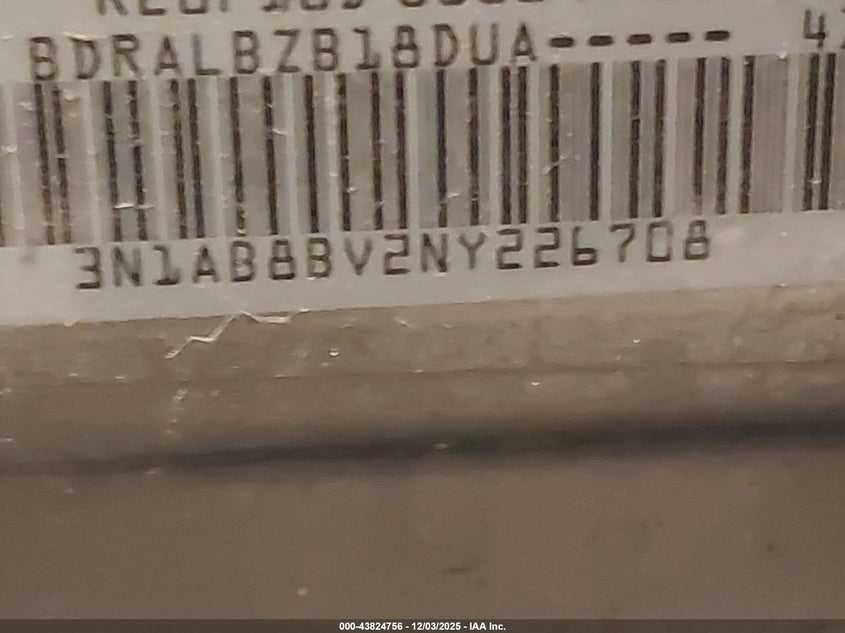 BDRALBZB18DUA-----
3N1AB8BV2NY226708
000-43824756 - 12/03/2025 - IAA Inc.